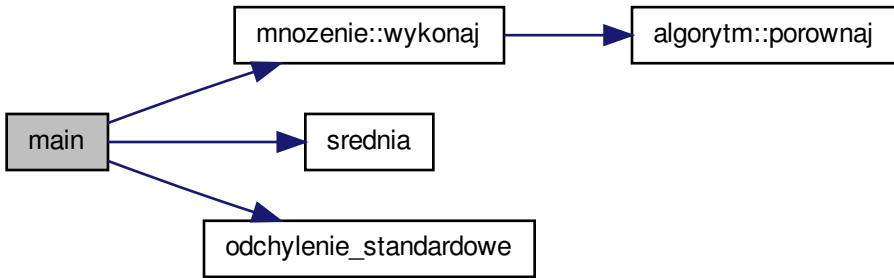 mnozenie::wykonaj
algorytm::porownaj
main
srednia
odchylenie_standardowe